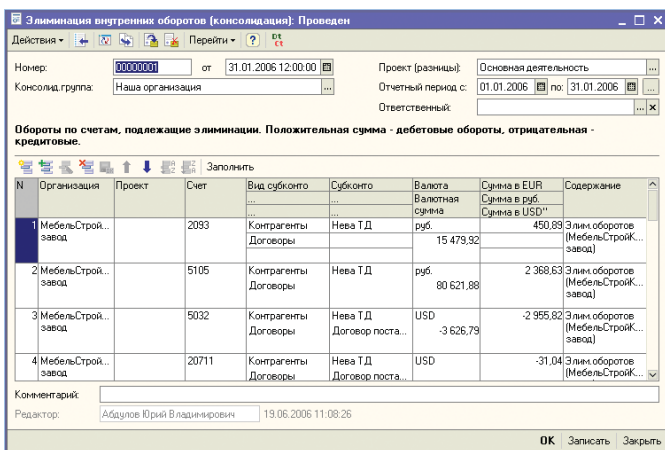 Элиминация внутренних оборотов (консолидация): Проведен
Действия Перейти ? Дт Кт
Номер: 00000001 от 31.01.2006 12:00:00 Проект (разницы): Основная деятельность ...
Консолид.группа: Наша организация ... Отчетный период с: 01.01.2006 по: 31.01.2006 ...
Ответственный: ... ×
Обороты по счетам, подлежащие элиминации. Положительная сумма - дебетовые обороты, отрицательная -
кредитовые.
Заполнить
N Организация Проект Счет Вид субконто Субконто Валюта Сумма в EUR Содержание
... ... Валютная сумма Сумма в руб.
... ... Сумма в USD"
1 МебельСтрой... 2093 Контрагенты Нева ТД руб. 450,89 Элим.оборотов
завод Договоры 15 479,92 (МебельСтройК...
завод)
2 МебельСтрой... 5105 Контрагенты Нева ТД руб. 2 368,63 Элим.оборотов
завод Договоры 80 621,88 (МебельСтройК...
завод)
3 МебельСтрой... 5032 Контрагенты Нева ТД USD -2 955,82 Элим.оборотов
завод Договоры Договор поста... -3 626,79 (МебельСтройК...
завод)
4 МебельСтрой... 20711 Контрагенты Нева ТД USD -31,04 Элим.оборотов
завод Договоры Договор поста... (МебельСтройК...
Комментарий:
Редактор: Абдулов Юрий Владимирович 19.06.2006 11:08:26
OK Записать Закрыть